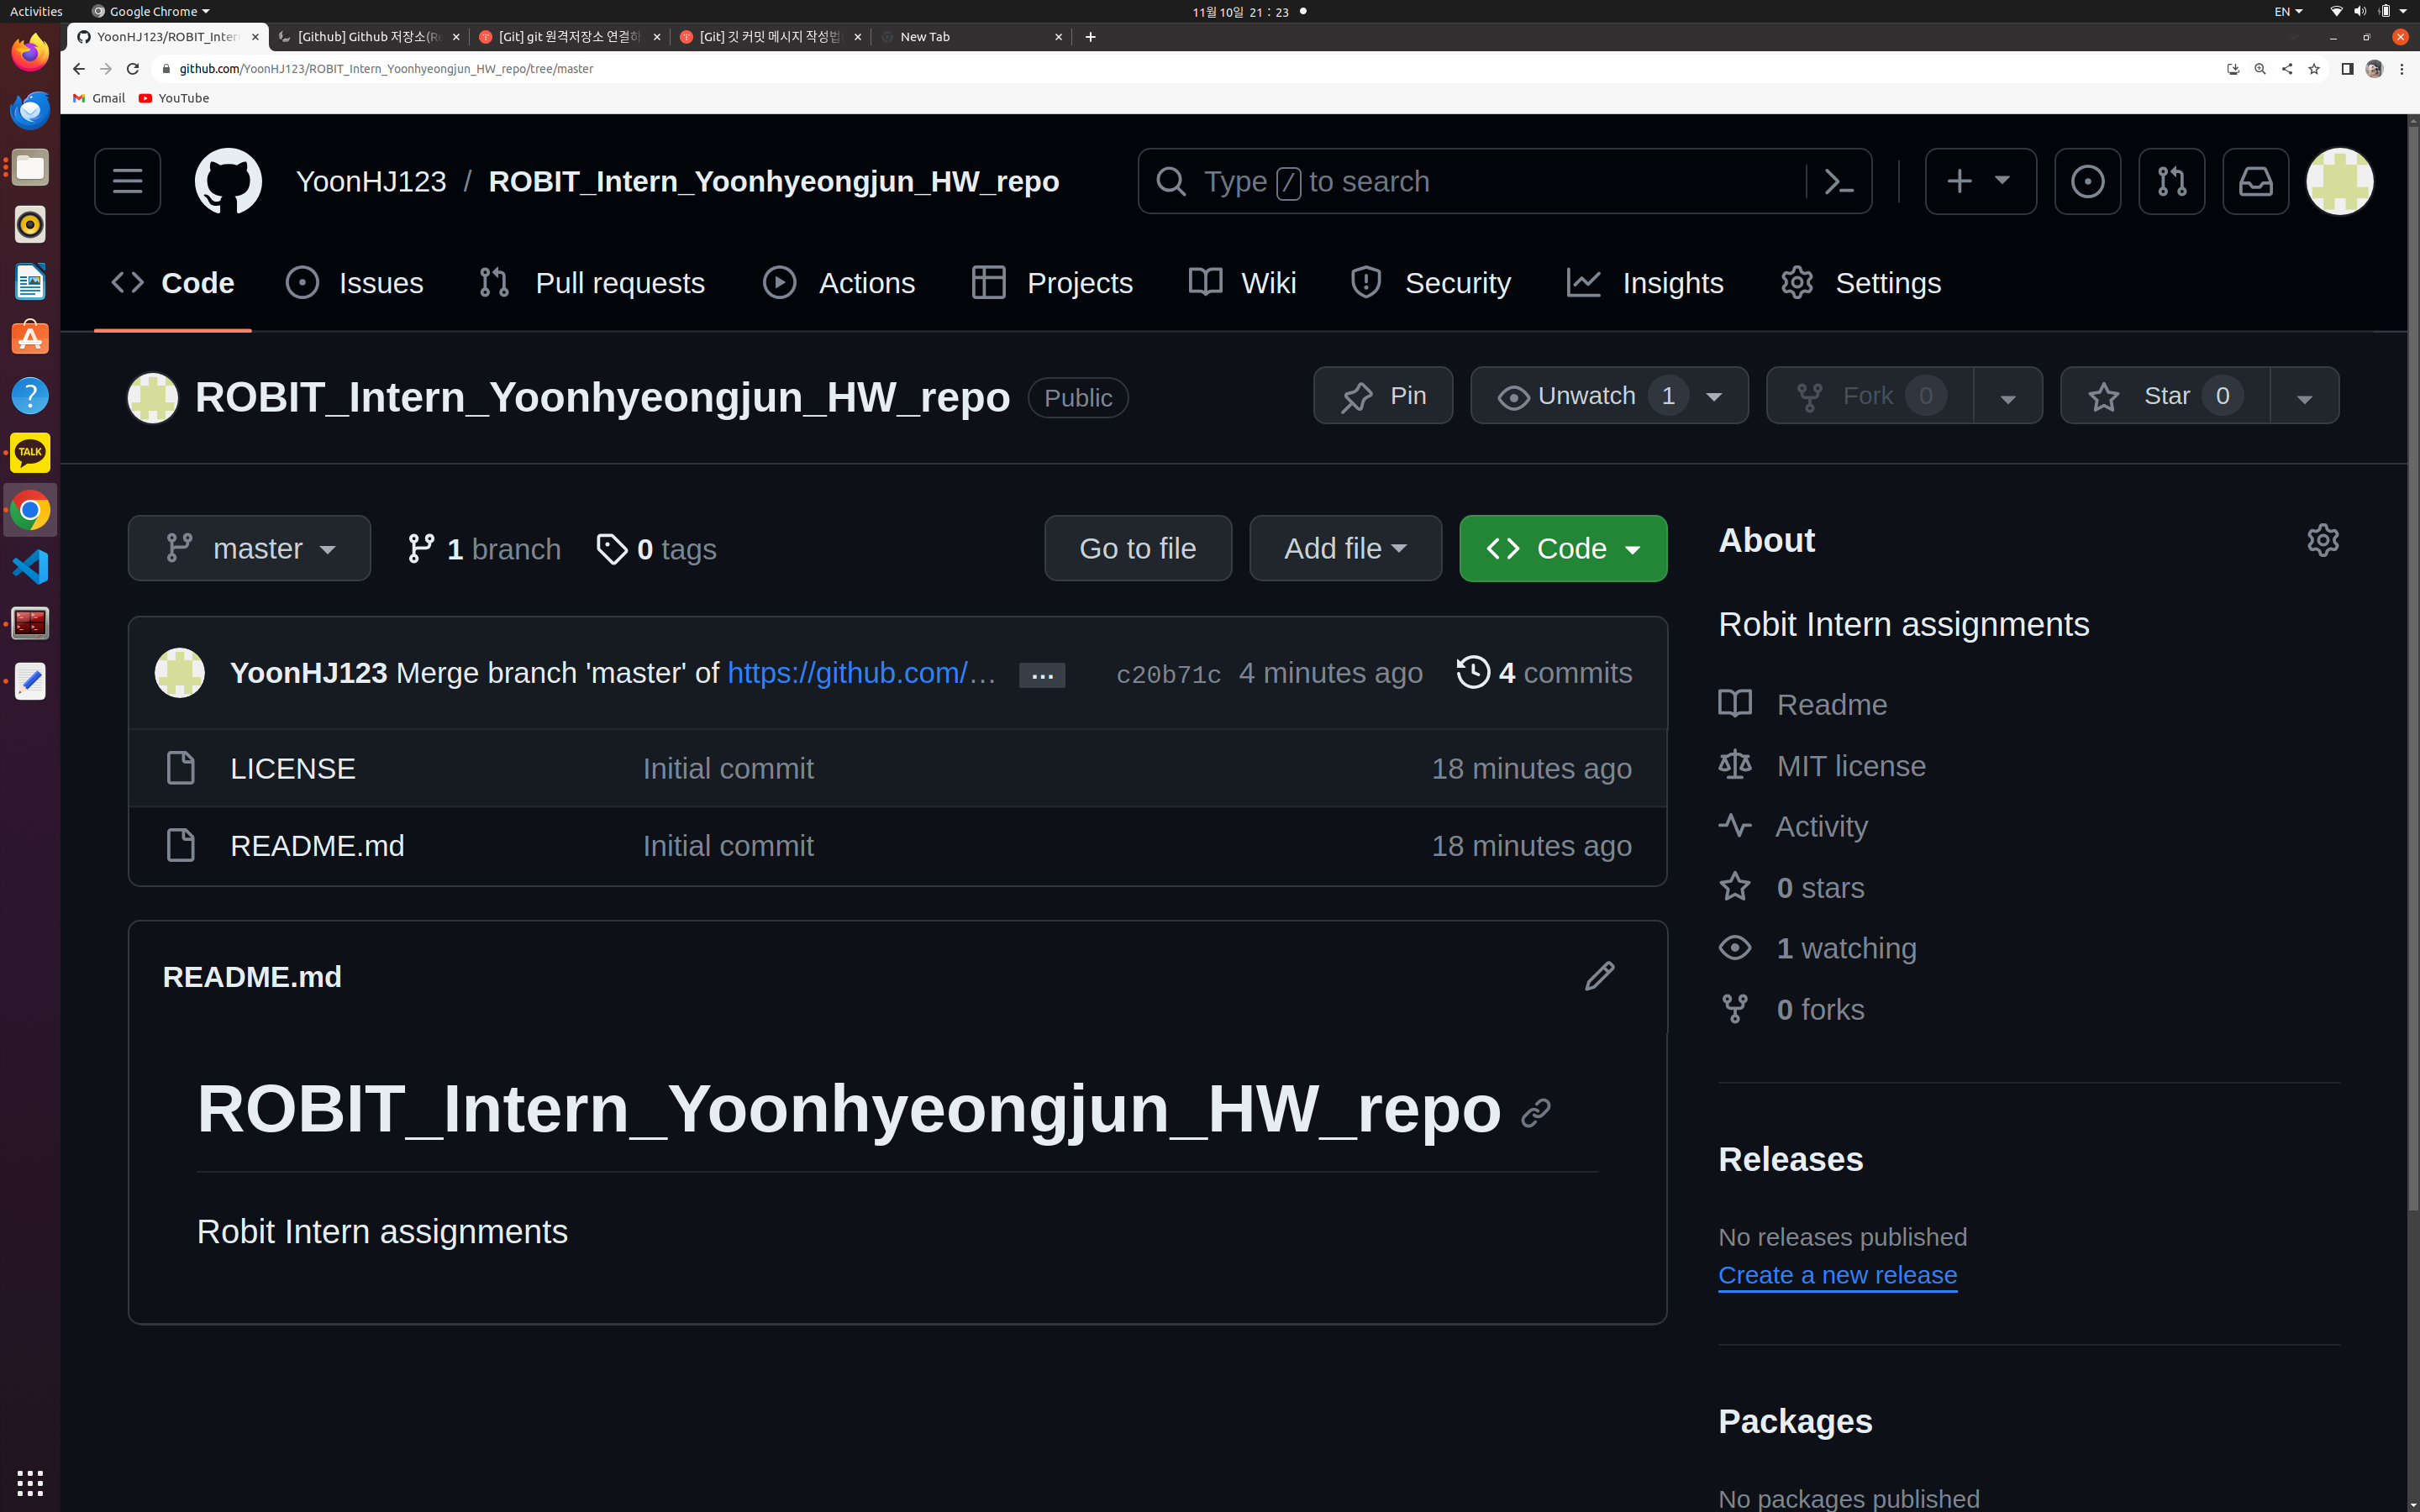 Activities
Google Chrome
11월 10일 21 : 23
EN
YoonHJ123/ROBIT_Inter
[Github] Github 저장소(Re
[Git] git 원격저장소 연결하
[Git] 깃 커밋 메시지 작성법
New Tab
github.com/YoonHJ123/ROBIT_Intern_Yoonhyeongjun_HW_repo/tree/master
Gmail
YouTube
YoonHJ123 / ROBIT_Intern_Yoonhyeongjun_HW_repo
Type / to search
Code
Issues
Pull requests
Actions
Projects
Wiki
Security
Insights
Settings
ROBIT_Intern_Yoonhyeongjun_HW_repo
Public
Pin
Unwatch 1
Fork 0
Star 0
master
1 branch
0 tags
Go to file
Add file
Code
YoonHJ123 Merge branch 'master' of https://github.com/… ... c20b71c 4 minutes ago 4 commits
LICENSE Initial commit 18 minutes ago
README.md Initial commit 18 minutes ago
README.md
ROBIT_Intern_Yoonhyeongjun_HW_repo
Robit Intern assignments
About
Robit Intern assignments
Readme
MIT license
Activity
0 stars
1 watching
0 forks
Releases
No releases published
Create a new release
Packages
No packages published
TALK